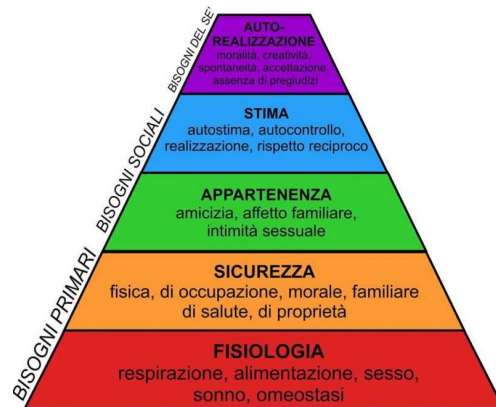 AUTO-
REALIZZAZIONE
moralità, creatività,
spontaneità, accettazione,
assenza di pregiudizi
STIMA
autostima, autocontrollo,
realizzazione, rispetto reciproco
APPARTENENZA
amicizia, affetto familiare,
intimità sessuale
SICUREZZA
fisica, di occupazione, morale, familiare
di salute, di proprietà
FISIOLOGIA
respirazione, alimentazione, sesso,
sonno, omeostasi
BISOGNI DEL SE'
BISOGNI SOCIALI
BISOGNI PRIMARI